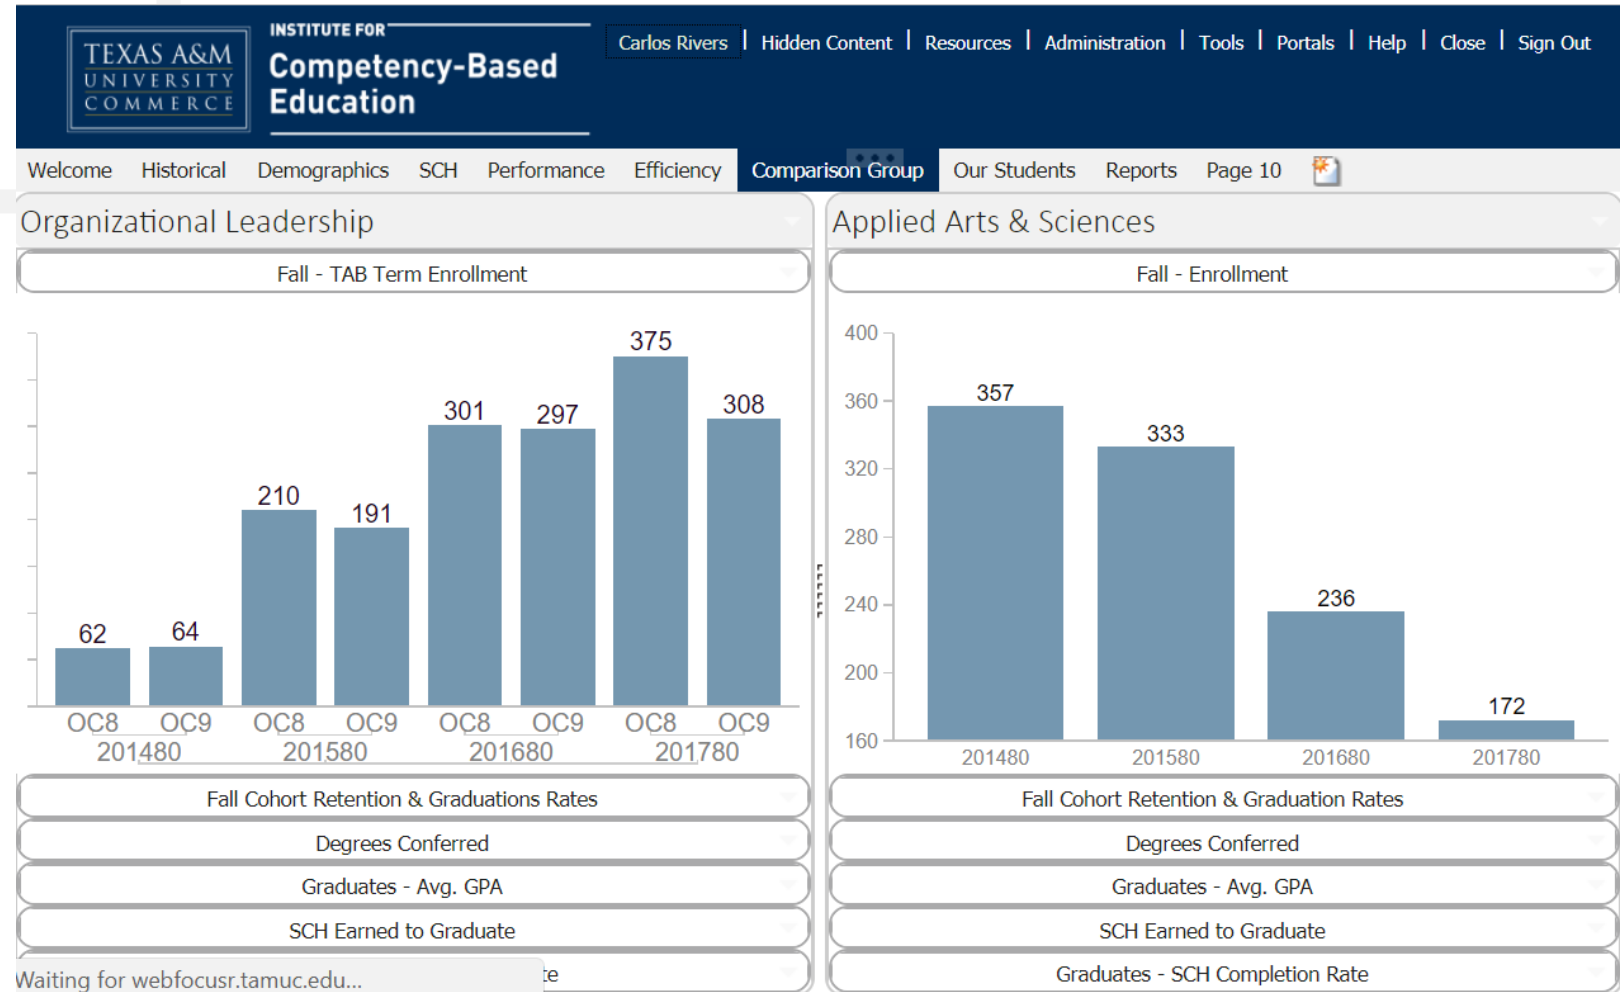 TEXAS A&M
UNIVERSITY
COMMERCE
INSTITUTE FOR
Competency-Based
Education
Carlos Rivers | Hidden Content | Resources | Administration | Tools | Portals | Help | Close | Sign Out
Welcome Historical Demographics SCH Performance Efficiency Comparison Group Our Students Reports Page 10
Organizational Leadership
Fall - TAB Term Enrollment
375
308
301
297
210
191
62
64
OC8 OC9 OC8 OC9 OC8 OC9 OC8 OC9
201480 201580 201680 201780
Fall Cohort Retention & Graduations Rates
Degrees Conferred
Graduates - Avg. GPA
SCH Earned to Graduate
te
Waiting for webfocusr.tamuc.edu...
Applied Arts & Sciences
Fall - Enrollment
400
360
320
280
240
200
160
357
333
236
172
201480 201580 201680 201780
Fall Cohort Retention & Graduation Rates
Degrees Conferred
Graduates - Avg. GPA
SCH Earned to Graduate
Graduates - SCH Completion Rate